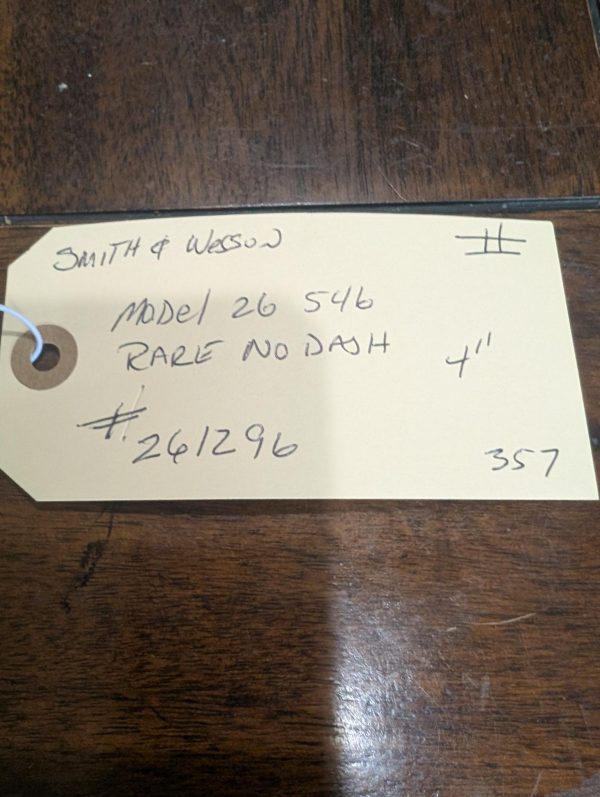 SMITH & WESSON #
MODEl 26 546
RARE NO DASH 4"
# 261296
357